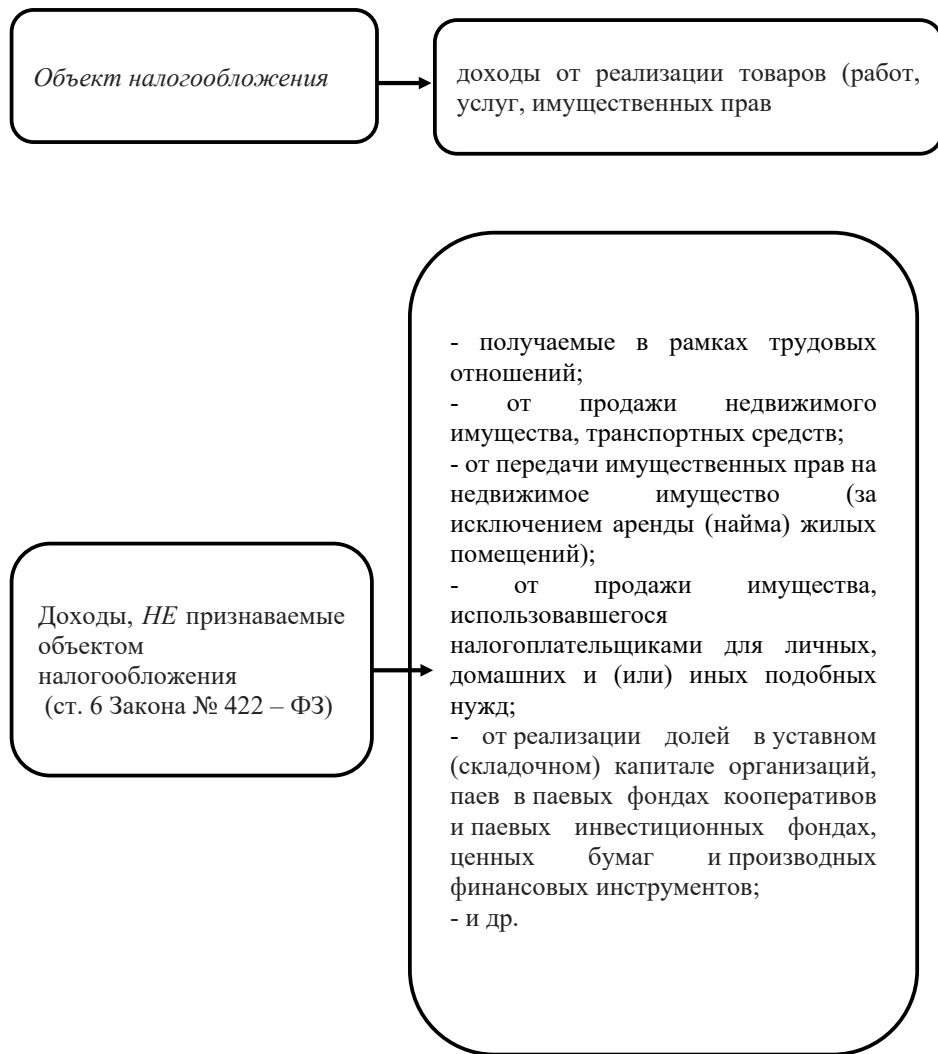 Объект налогообложения
доходы от реализации товаров (работ,
услуг, имущественных прав
Доходы, НЕ признаваемые
объектом
налогообложения
(ст. 6 Закона № 422 – ФЗ)
- получаемые в рамках трудовых
отношений;
- от продажи недвижимого
имущества, транспортных средств;
- от передачи имущественных прав на
недвижимое имущество (за
исключением аренды (найма) жилых
помещений);
- от продажи имущества,
использовавшегося
налогоплательщиками для личных,
домашних и (или) иных подобных
нужд;
- от реализации долей в уставном
(складочном) капитале организаций,
паев в паевых фондах кооперативов
и паевых инвестиционных фондах,
ценных бумаг и производных
финансовых инструментов;
- и др.